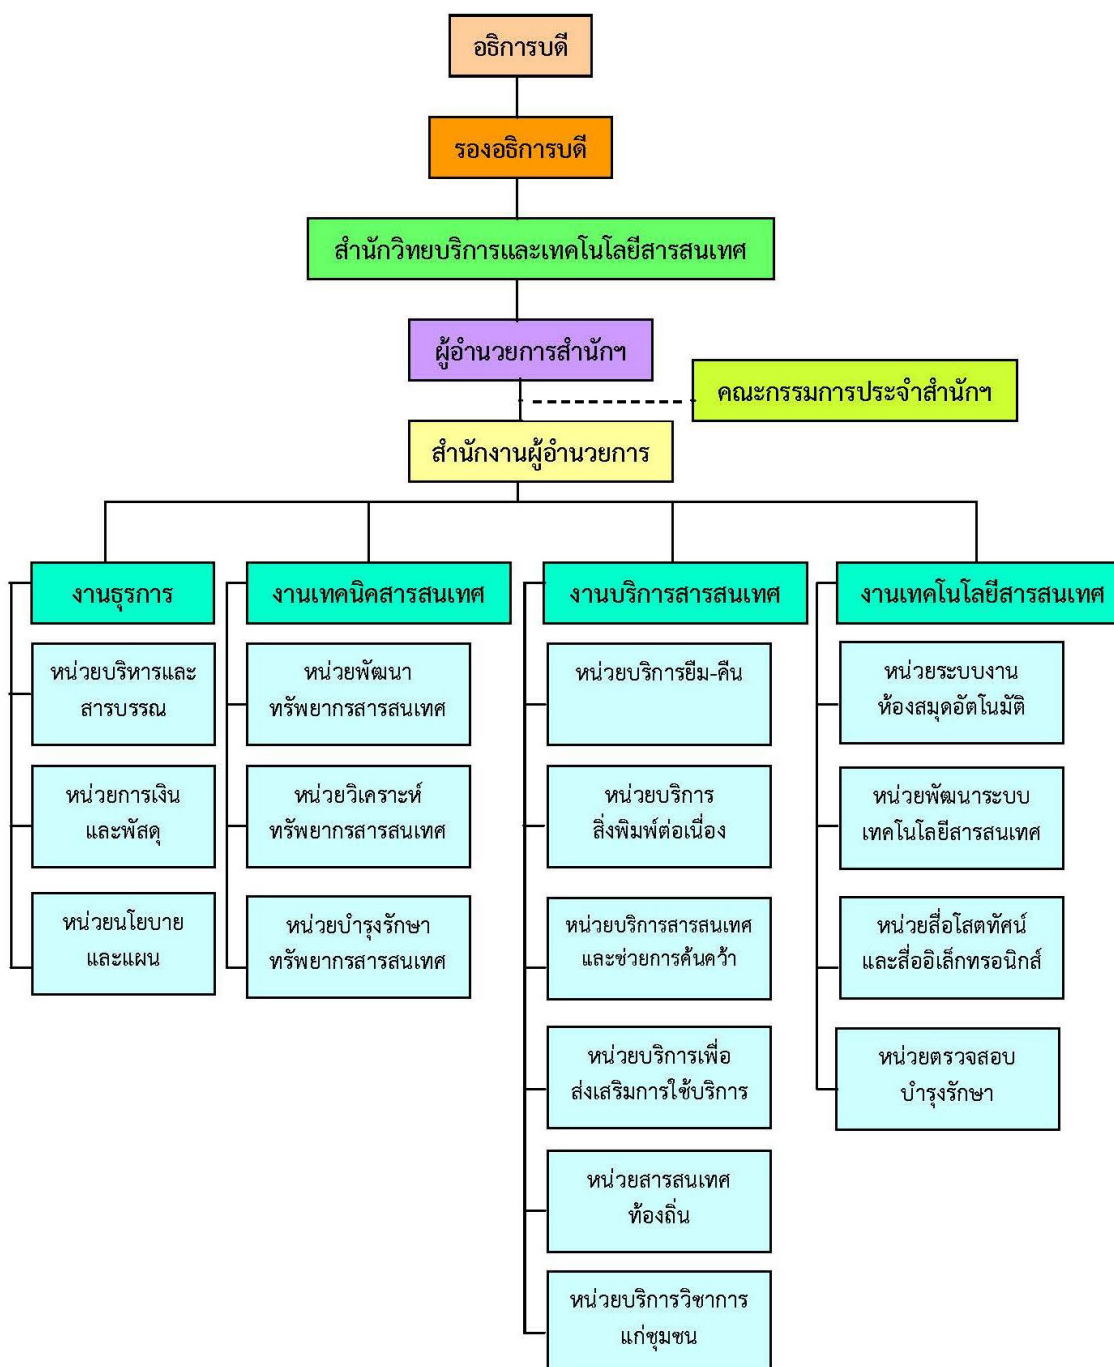 อธิการบดี
รองอธิการบดี
สำนักวิทยบริการและเทคโนโลยีสารสนเทศ
ผู้อำนวยการสำนักฯ
คณะกรรมการประจำสำนักฯ
สำนักงานผู้อำนวยการ
งานธุรการ
หน่วยบริหารและ
สารบรรณ
หน่วยการเงิน
และพัสดุ
หน่วยนโยบาย
และแผน
งานเทคนิคสารสนเทศ
หน่วยพัฒนา
ทรัพยากรสารสนเทศ
หน่วยวิเคราะห์
ทรัพยากรสารสนเทศ
หน่วยบำรุงรักษา
ทรัพยากรสารสนเทศ
งานบริการสารสนเทศ
หน่วยบริการยืม-คืน
หน่วยบริการ
สิ่งพิมพ์ต่อเนื่อง
หน่วยบริการสารสนเทศ
และช่วยการค้นคว้า
หน่วยบริการเพื่อ
ส่งเสริมการใช้บริการ
หน่วยสารสนเทศ
ท้องถิ่น
หน่วยบริการวิชาการ
แก่ชุมชน
งานเทคโนโลยีสารสนเทศ
หน่วยระบบงาน
ห้องสมุดอัตโนมัติ
หน่วยพัฒนาระบบ
เทคโนโลยีสารสนเทศ
หน่วยสื่อโสตทัศน์
และสื่ออิเล็กทรอนิกส์
หน่วยตรวจสอบ
บำรุงรักษา